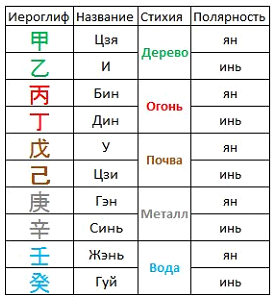 Иероглиф Название Стихия Полярность
甲 Цзя Дерево ян
乙 И инь
丙 Бин Огонь ян
丁 Дин инь
戊 У Почва ян
己 Цзи инь
庚 Гэн Металл ян
辛 Синь инь
壬 Жэнь Вода ян
癸 Гуй инь